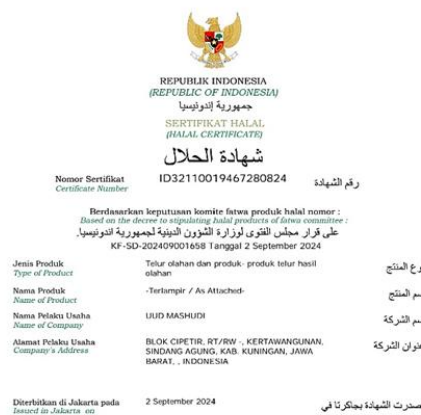 REPUBLIK INDONESIA
(REPUBLIC OF INDONESIA)
جمهورية إندونيسيا
SERTIFIKAT HALAL
(HALAL CERTIFICATE)
شهادة الحلال
Nomor Sertifikat ID32110019467280824 رقم الشهادة
Certificate Number
Berdasarkan keputusan komite fatwa produk halal nomor :
Based on the decree to stipulating halal products of fatwa committee :
على قرار مجلس الفتوى لوزارة الشؤون الدينية لجمهورية اندونيسيا.
KF-SD-202409001658 Tanggal 2 September 2024
Jenis Produk Telur olahan dan produk- produk telur hasil وع المنتج
Type of Product olahan
Nama Produk -Terlampir / As Attached- سم المنتج
Name of Product
Nama Pelaku Usaha UUD MASHUDI سم الشركة
Name of Company
Alamat Pelaku Usaha BLOK CIPETIR, RT/RW -, KERTAWANGUNAN, نوان الشركة
Company's Address SINDANG AGUNG, KAB. KUNINGAN, JAWA
BARAT, , INDONESIA
Diterbitkan di Jakarta pada 2 September 2024 صدرت الشهادة بجاكرتا في
Issued in Jakarta on